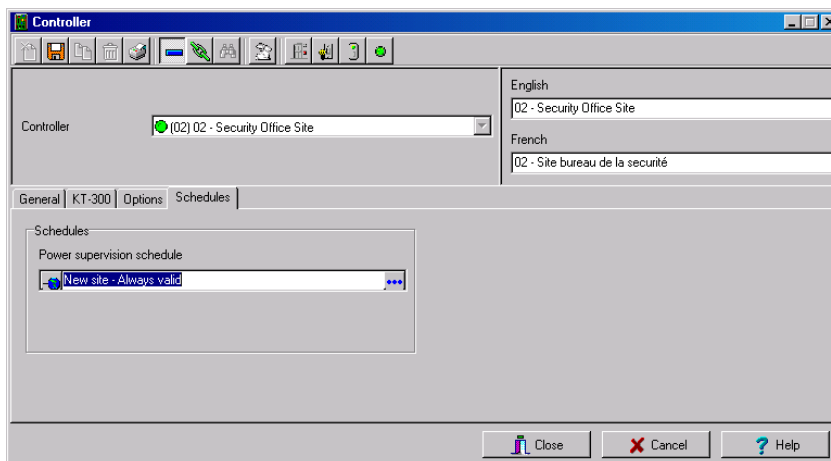 Controller
English
02 - Security Office Site
Controller
(02) 02 - Security Office Site
French
02 - Site bureau de la securité
General KT-300 Options Schedules
Schedules
Power supervision schedule
New site - Always valid
Close Cancel ? Help